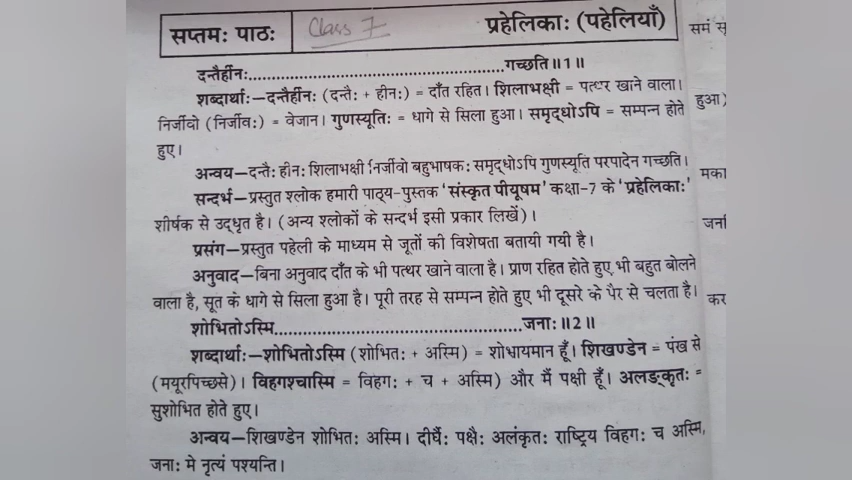 सप्तमः पाठः Class 7 प्रहेलिकाः (पहेलियाँ)
दन्तैर्हीनः..................................................गच्छति॥1॥
शब्दार्थाः—दन्तैर्हीनः (दन्तैः + हीनः) = दाँत रहित। शिलाभक्षी = पत्थर खाने वाला।
निर्जीवो (निर्जीवः) = बेजान। गुणस्यूतिः = धागे से सिला हुआ। समृद्धोऽपि = सम्पन्न होते
हुए।
अन्वय—दन्तैः हीनः शिलाभक्षी निर्जीवो बहुभाषकः समृद्धोऽपि गुणस्यूति परपादेन गच्छति।
सन्दर्भ—प्रस्तुत श्लोक हमारी पाठ्य-पुस्तक 'संस्कृत पीयूषम' कक्षा-7 के 'प्रहेलिकाः'
शीर्षक से उद्धृत है। (अन्य श्लोकों के सन्दर्भ इसी प्रकार लिखें)।
प्रसंग—प्रस्तुत पहेली के माध्यम से जूतों की विशेषता बतायी गयी है।
अनुवाद—बिना अनुवाद दाँत के भी पत्थर खाने वाला है। प्राण रहित होते हुए भी बहुत बोलने
वाला है, सूत के धागे से सिला हुआ है। पूरी तरह से सम्पन्न होते हुए भी दूसरे के पैर से चलता है।
शोभितोऽस्मि..................................................जनाः॥2॥
शब्दार्थाः—शोभितोऽस्मि (शोभितः + अस्मि) = शोभायमान हूँ। शिखण्डेन = पंख से
(मयूरपिच्छसे)। विहगश्चास्मि = विहगः + च + अस्मि) और मैं पक्षी हूँ। अलङ्कृतः =
सुशोभित होते हुए।
अन्वय—शिखण्डेन शोभितः अस्मि। दीर्घैः पक्षैः अलंकृतः राष्ट्रिय विहगः च अस्मि,
जनाः मे नृत्यं पश्यन्ति।
समं
हुआ)
मका
जनि
कर